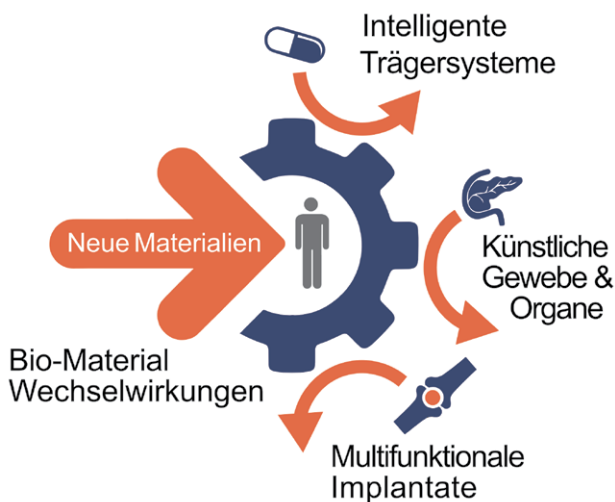 Intelligente
Trägersysteme
Neue Materialien
Künstliche
Gewebe &
Organe
Bio-Material
Wechselwirkungen
Multifunktionale
Implantate